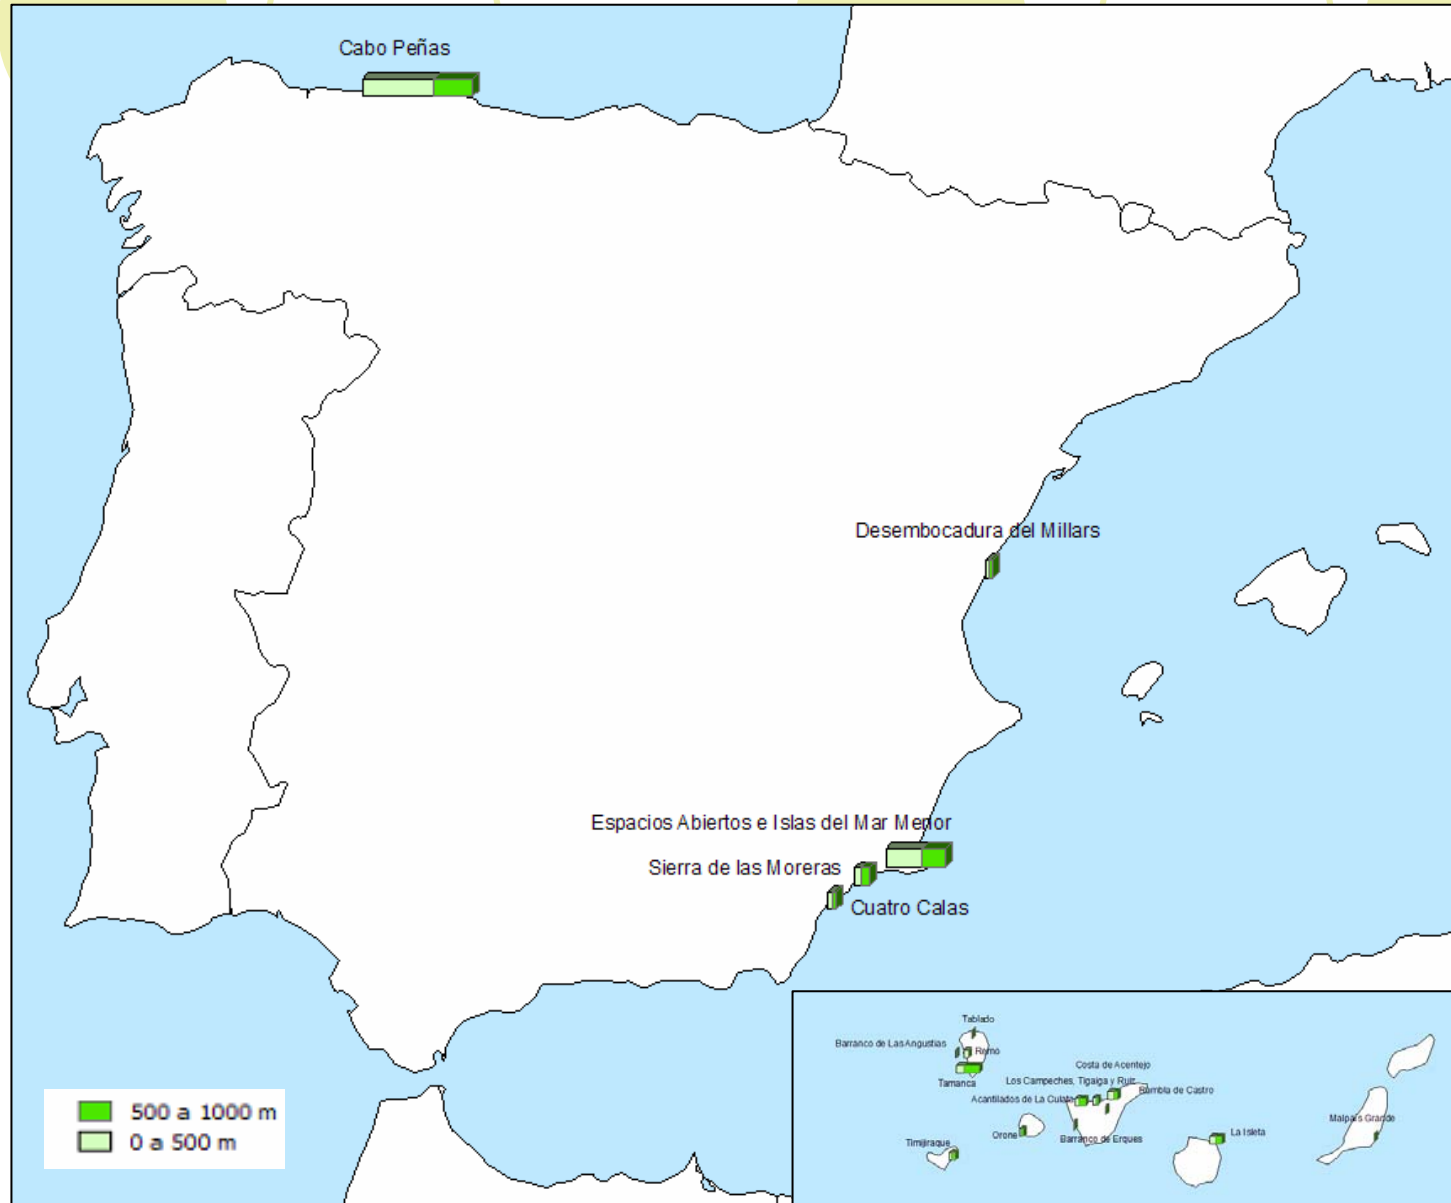 Cabo Peñas
Desembocadura del Millars
Espacios Abiertos e Islas del Mar Menor
Sierra de las Moreras
Cuatro Calas
Tablado
Barranco de Las Angustias
Remo
Tamanca
Costa de Acentejo
Los Campeches, Tigaiga y Ruiz
Rambla de Castro
Acantilados de La Culata
Orone
Barranco de Erques
Timijiraque
La Isleta
Malpais Grande
500 a 1000 m
0 a 500 m